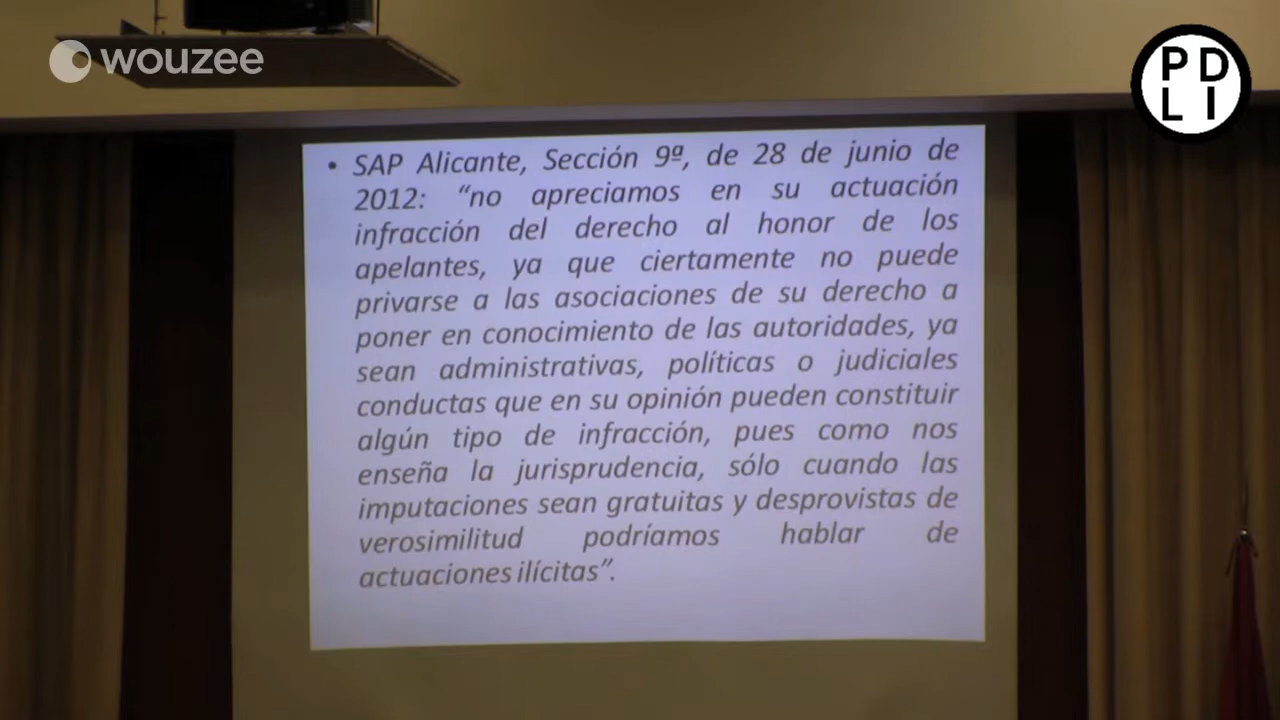 wouzee
P D
L I
• SAP Alicante, Sección 9ª, de 28 de junio de
2012: “no apreciamos en su actuación
infracción del derecho al honor de los
apelantes, ya que ciertamente no puede
privarse a las asociaciones de su derecho a
poner en conocimiento de las autoridades, ya
sean administrativas, políticas o judiciales
conductas que en su opinión pueden constituir
algún tipo de infracción, pues como nos
enseña la jurisprudencia, sólo cuando las
imputaciones sean gratuitas y desprovistas de
verosimilitud podríamos hablar de
actuaciones ilícitas”.